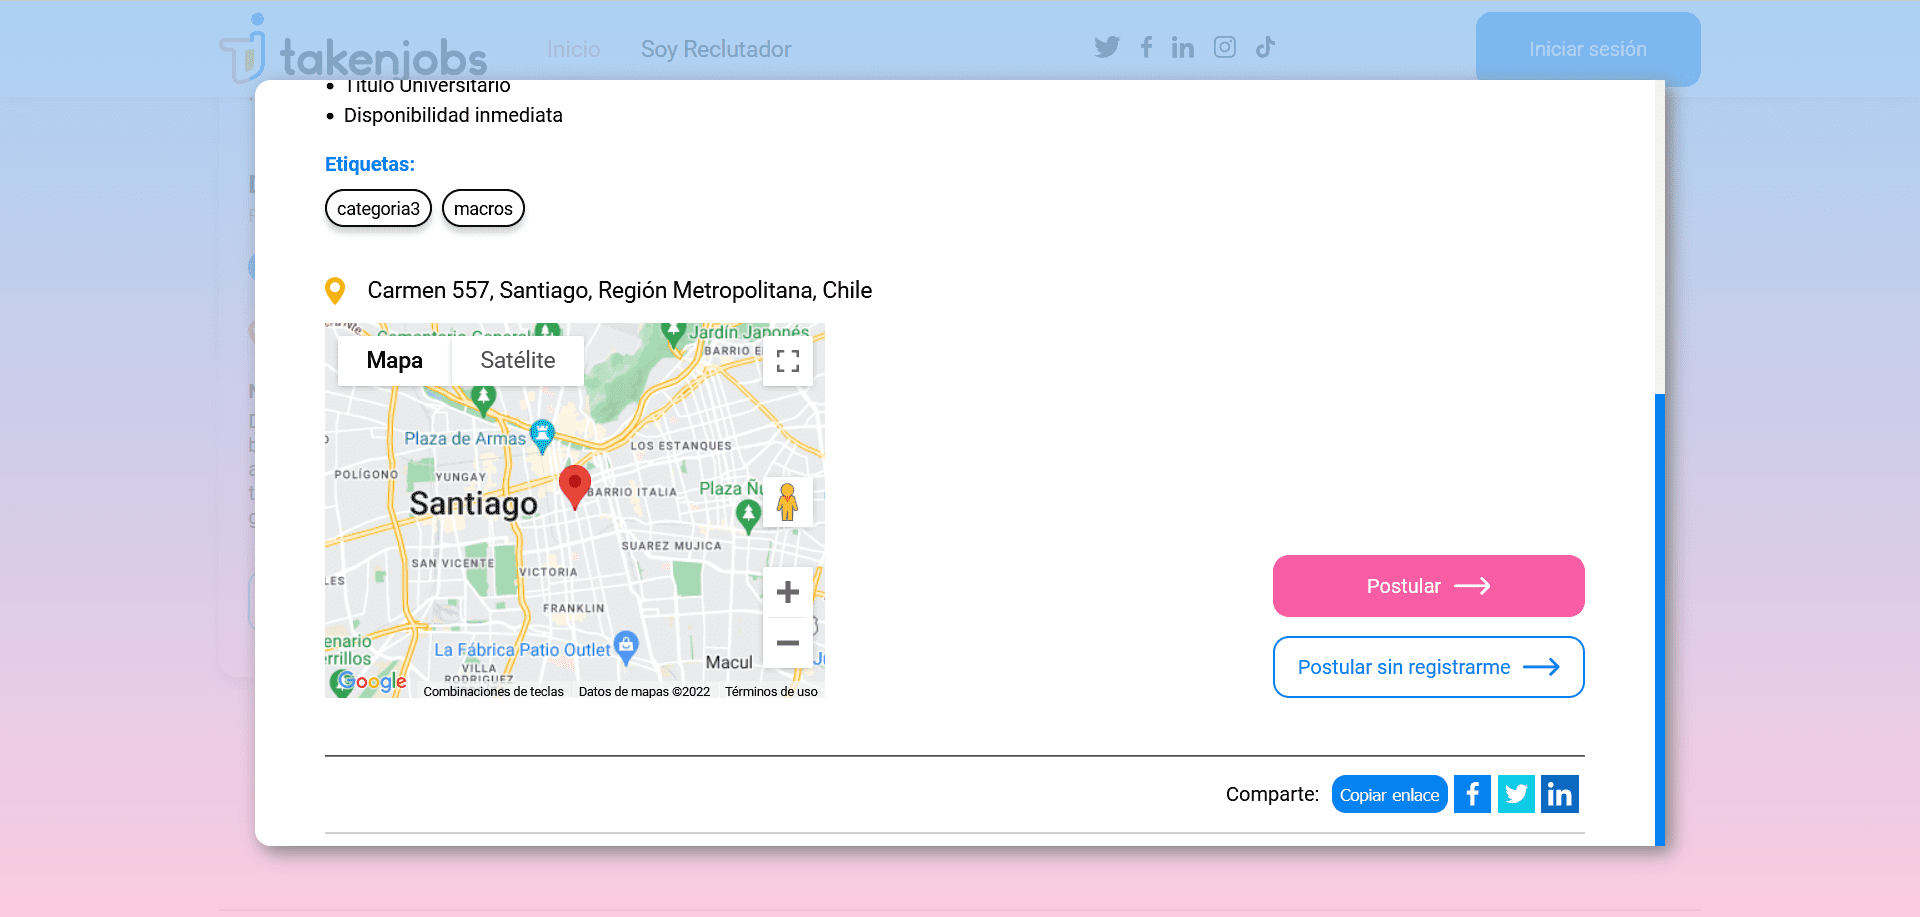 takenjobs
Inicio
Soy Reclutador
Iniciar sesión
Título Universitario
Disponibilidad inmediata
Etiquetas:
categoria3
macros
Carmen 557, Santiago, Región Metropolitana, Chile
Mapa
Satélite
Jardín Japonés
BARRIO
Plaza de Armas
LOS ESTANQUES
POLÍGONO
YUNGAY
BARRIO ITALIA
Plaza
Santiago
SUAREZ MUJICA
SAN VICENTE
VICTORIA
FRANKLIN
La Fábrica Patio Outlet
Macul
VILLA
RODRIGUEZ
Google
Combinaciones de teclas
Datos de mapas ©2022
Términos de uso
Postular
Postular sin registrarme
Comparte:
Copiar enlace